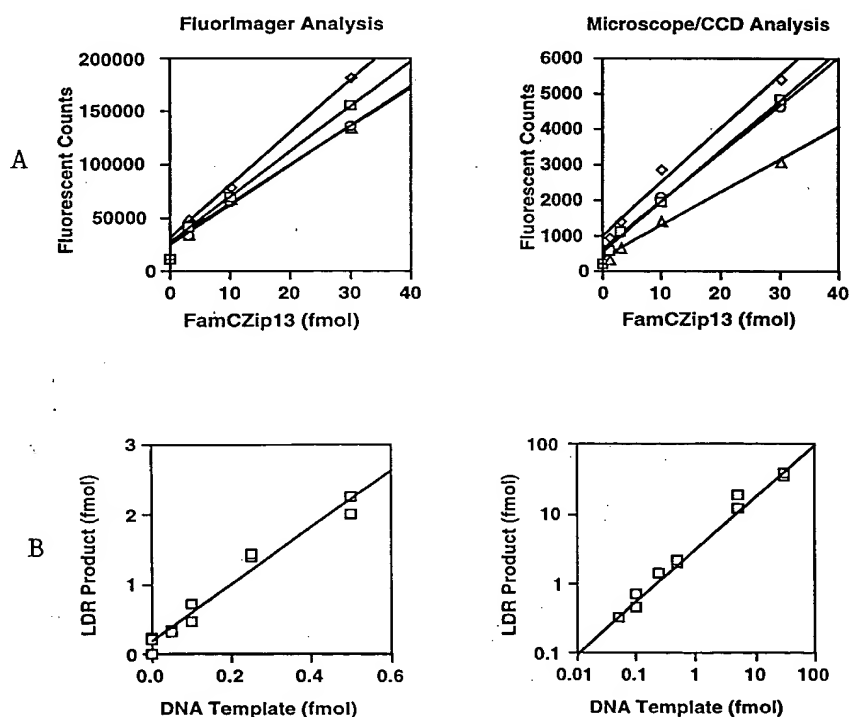 FluorImager Analysis
Microscope/CCD Analysis
A
Fluorescent Counts
200000
150000
100000
50000
0
0 10 20 30 40
FamCZip13 (fmol)
Fluorescent Counts
6000
5000
4000
3000
2000
1000
0
0 10 20 30 40
FamCZip13 (fmol)
B
LDR Product (fmol)
3
2
1
0
0.0 0.2 0.4 0.6
DNA Template (fmol)
LDR Product (fmol)
100
10
1
0.1
0.01 0.1 1 10 100
DNA Template (fmol)